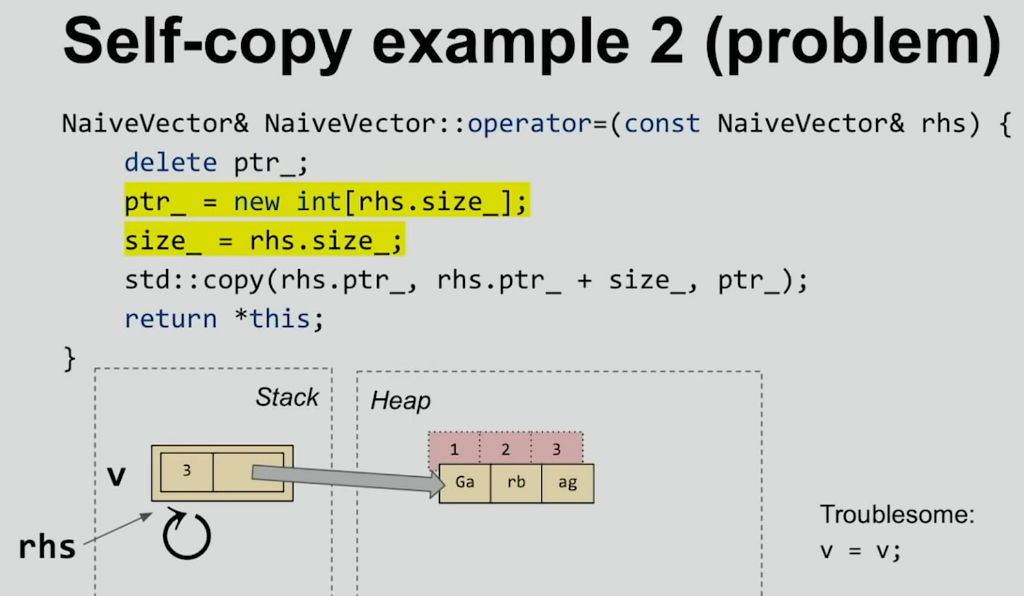 Self-copy example 2 (problem)
NaiveVector& NaiveVector::operator=(const NaiveVector& rhs) {
delete ptr_;
ptr_ = new int[rhs.size_];
size_ = rhs.size_;
std::copy(rhs.ptr_, rhs.ptr_ + size_, ptr_);
return *this;
}
Stack
Heap
1 2 3
v 3
Ga rb ag
rhs
Troublesome:
v = v;